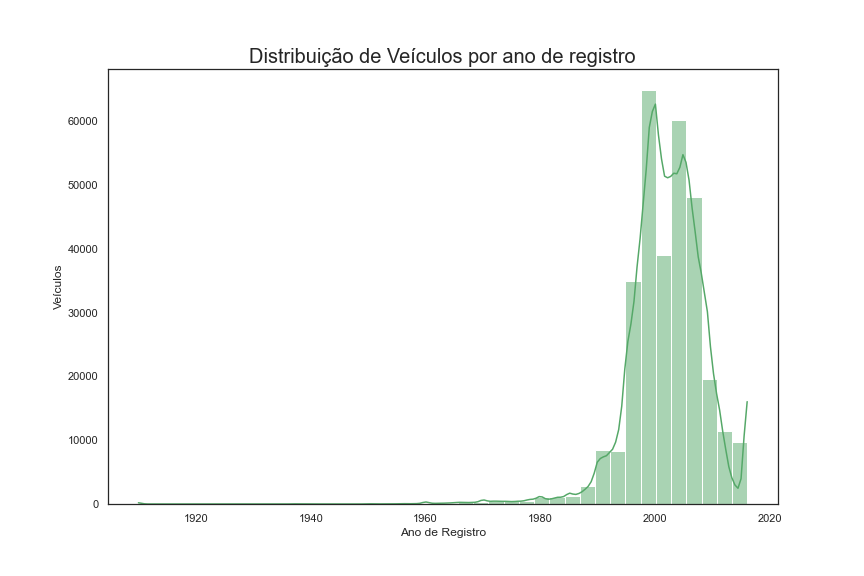 Distribuição de Veículos por ano de registro
60000
50000
40000
30000
20000
10000
0
Veículos
1920 1940 1960 1980 2000 2020
Ano de Registro